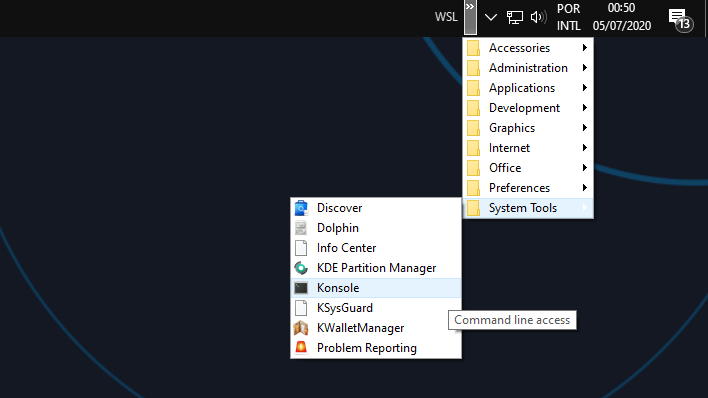 WSL
»
POR
INTL
00:50
05/07/2020
13
Accessories
Administration
Applications
Development
Graphics
Internet
Office
Preferences
System Tools
Discover
Dolphin
Info Center
KDE Partition Manager
Konsole
KSysGuard
KWalletManager
Problem Reporting
Command line access